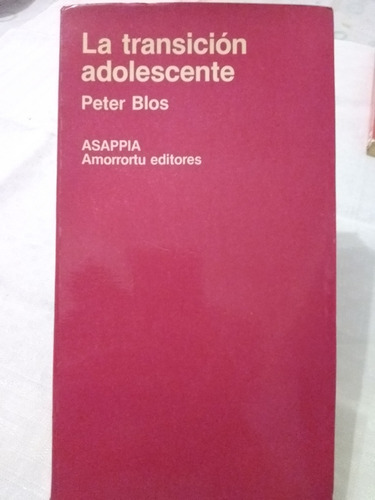 La transición
adolescente
Peter Blos
ASAPPIA
Amorrortu editores